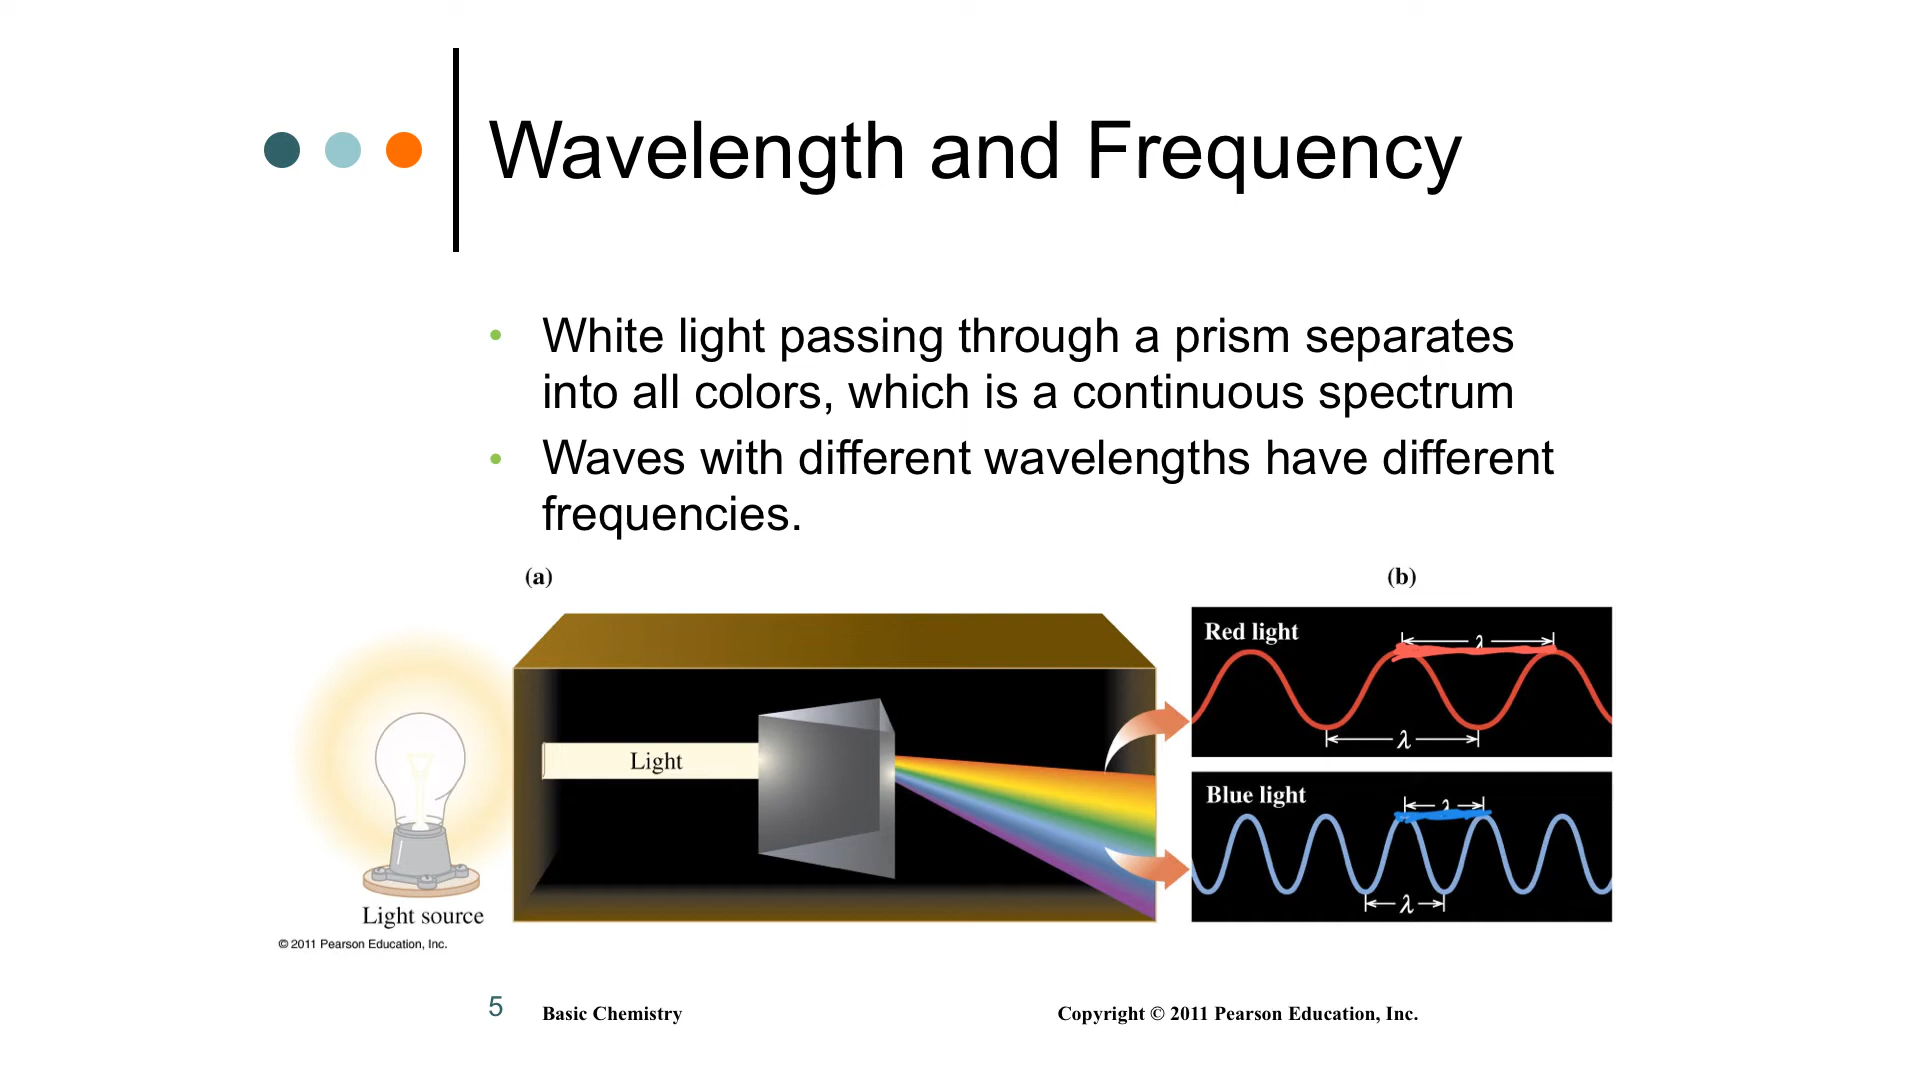 Wavelength and Frequency
• White light passing through a prism separates
into all colors, which is a continuous spectrum
• Waves with different wavelengths have different
frequencies.
(a)
(b)
Red light
λ
λ
Light
Blue light
λ
λ
Light source
© 2011 Pearson Education, Inc.
5 Basic Chemistry Copyright © 2011 Pearson Education, Inc.